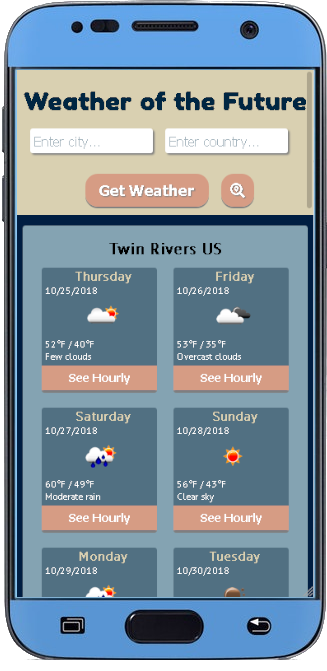 Weather of the Future
Enter city...
Enter country...
Get Weather
Twin Rivers US
Thursday
10/25/2018
52°F / 40°F
Few clouds
See Hourly
Friday
10/26/2018
53°F / 35°F
Overcast clouds
See Hourly
Saturday
10/27/2018
60°F / 49°F
Moderate rain
See Hourly
Sunday
10/28/2018
56°F / 43°F
Clear sky
See Hourly
Monday
10/29/2018
Tuesday
10/30/2018